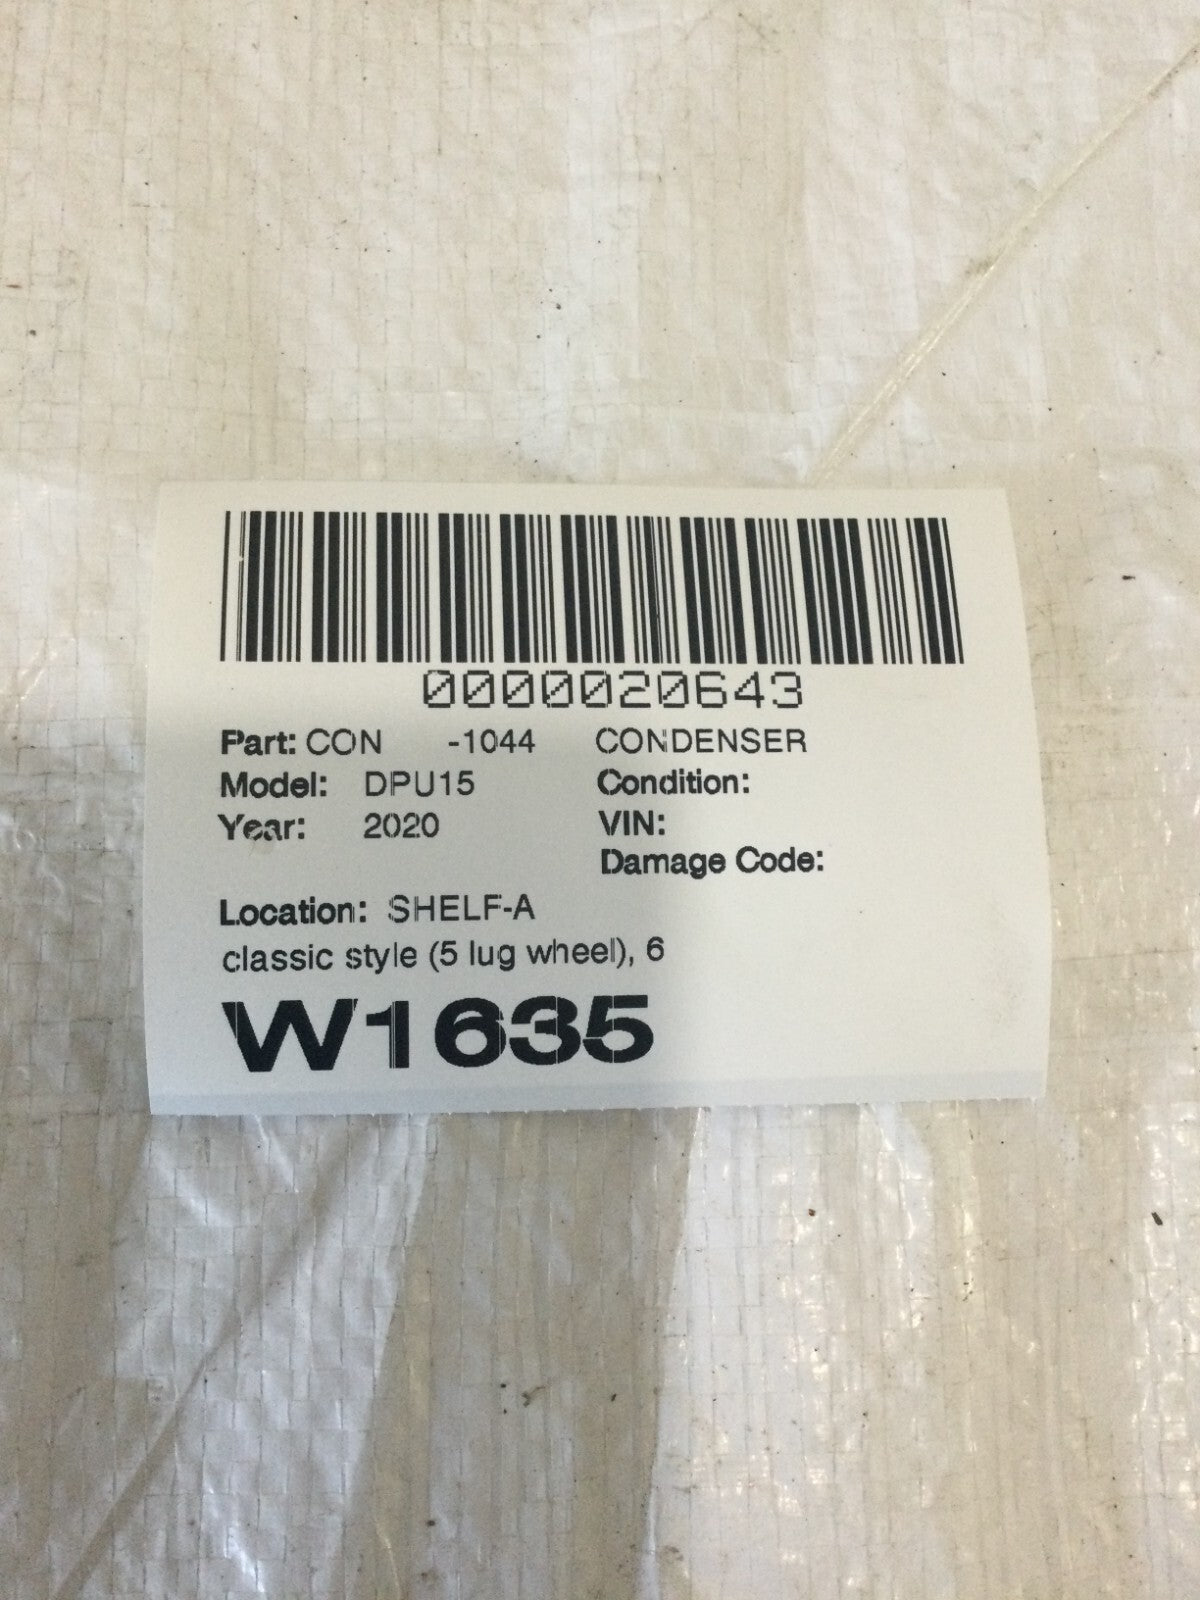 0000020643
Part: CON -1044 CONDENSER
Model: DPU15 Condition:
Year: 2020 VIN:
Damage Code:
Location: SHELF-A
classic style (5 lug wheel), 6
W1635